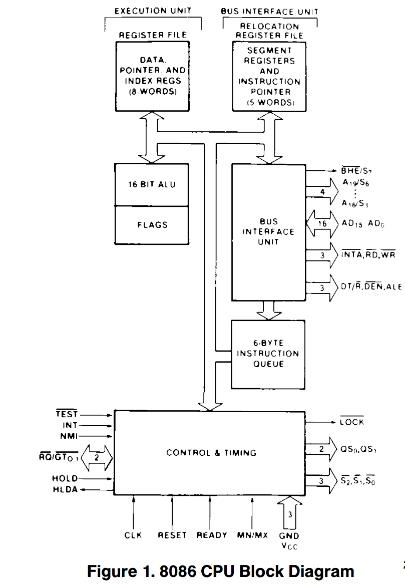 EXECUTION UNIT
REGISTER FILE
DATA,
POINTER, AND
INDEX REGS
(8 WORDS)
BUS INTERFACE UNIT
RELOCATION
REGISTER FILE
SEGMENT
REGISTERS
AND
INSTRUCTION
POINTER
(5 WORDS)
16 BIT ALU
FLAGS
BUS
INTERFACE
UNIT
BHE/S7
4
A19/S6
⋮
A16/S3
16
AD15 AD0
3
INTA, RD, WR
3
DT/R, DEN, ALE
6-BYTE
INSTRUCTION
QUEUE
TEST
INT
NMI
RQ/GT0,1
2
HOLD
HLDA
CONTROL & TIMING
LOCK
2
QS0, QS1
3
S2, S1, S0
CLK
RESET
READY
MN/MX
3
GND
VCC
Figure 1. 8086 CPU Block Diagram